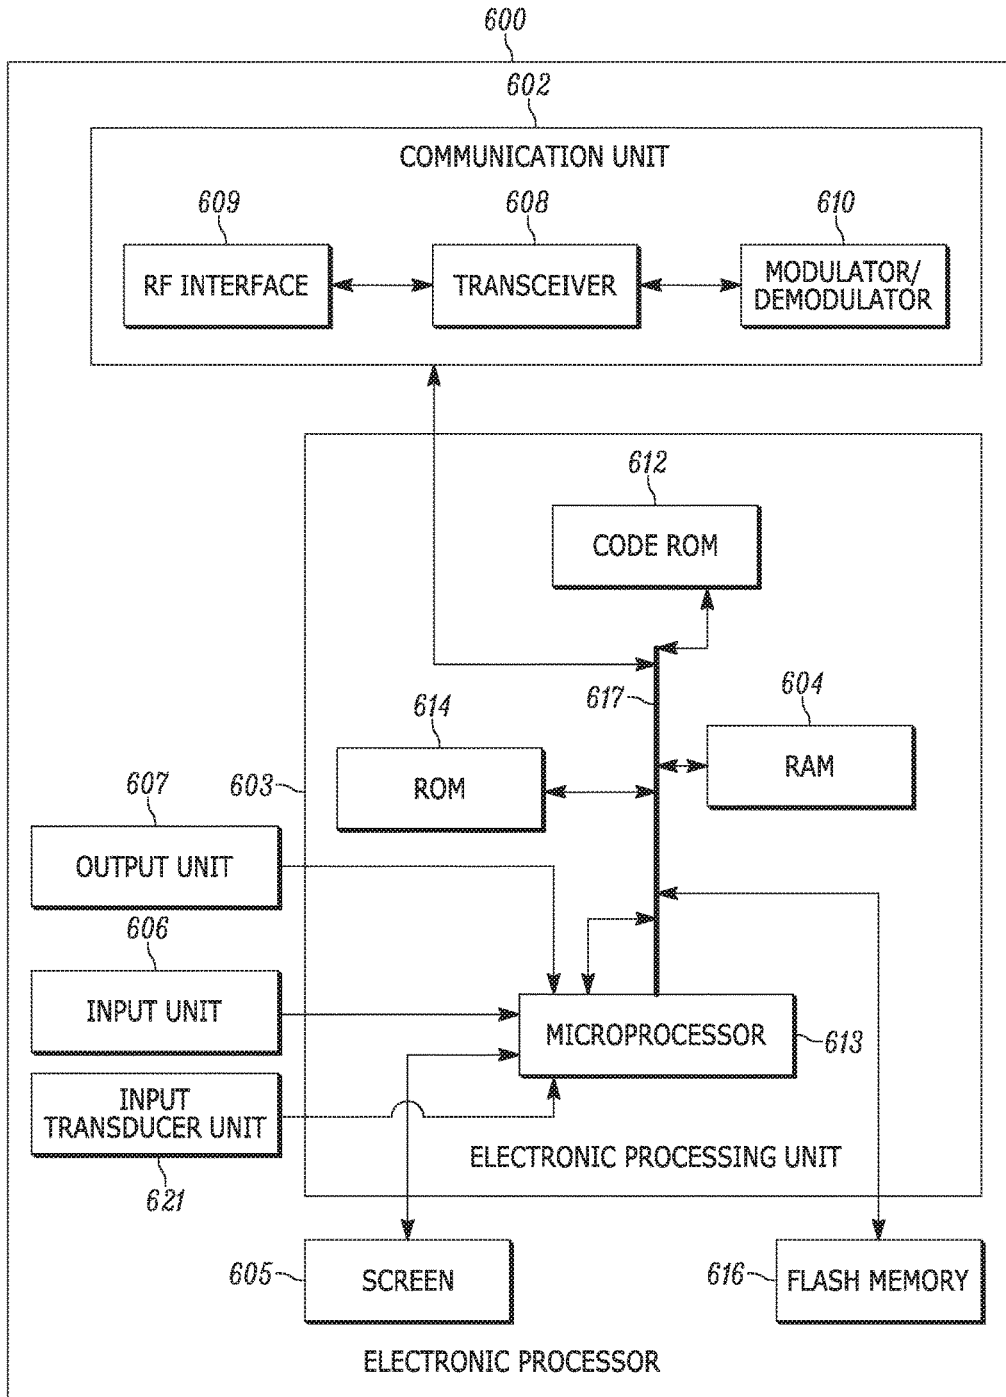 600
602
COMMUNICATION UNIT
609
608
610
RF INTERFACE
TRANSCEIVER
MODULATOR/
DEMODULATOR
612
CODE ROM
614
617
604
ROM
RAM
607
603
OUTPUT UNIT
606
INPUT UNIT
MICROPROCESSOR
613
INPUT
TRANSDUCER UNIT
621
ELECTRONIC PROCESSING UNIT
605
SCREEN
616
FLASH MEMORY
ELECTRONIC PROCESSOR